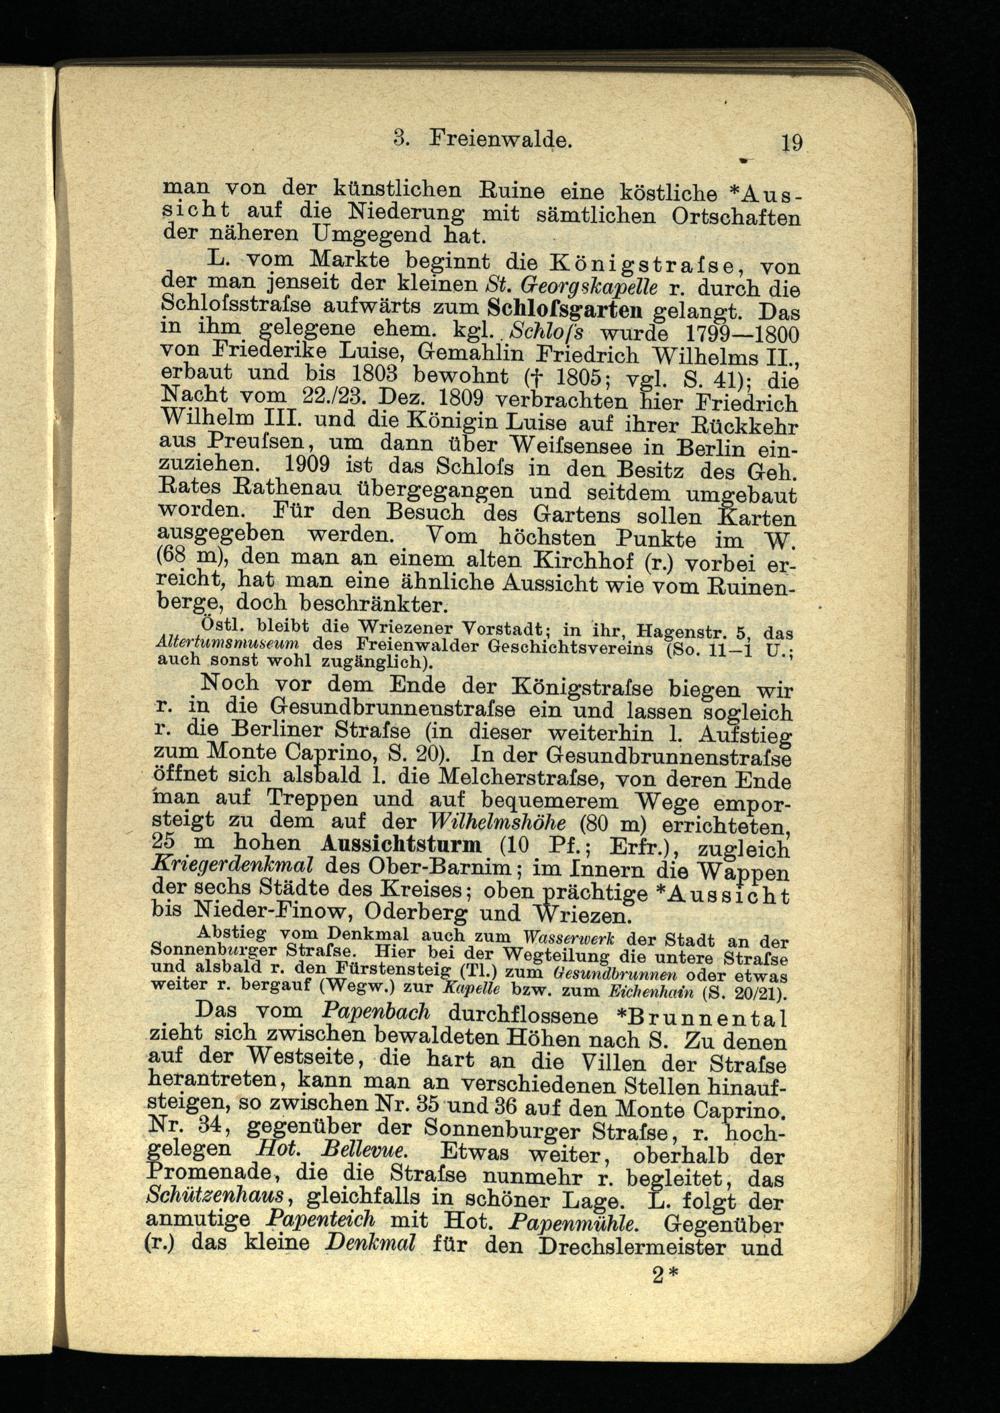 3. Freienwalde.
19
man von der künstlichen Ruine eine köstliche *Aus-
sicht auf die Niederung mit sämtlichen Ortschaften
der näheren Umgegend hat.
L. vom Markte beginnt die Königstraſse, von
der man jenseit der kleinen St. Georgskapelle r. durch die
Schloſsstraſse aufwärts zum Schloſsgarten gelangt. Das
in ihm gelegene ehem. kgl. Schloſs wurde 1799—1800
von Friederike Luise, Gemahlin Friedrich Wilhelms II.,
erbaut und bis 1803 bewohnt († 1805; vgl. S. 41); die
Nacht vom 22./23. Dez. 1809 verbrachten hier Friedrich
Wilhelm III. und die Königin Luise auf ihrer Rückkehr
aus Preuſsen, um dann über Weiſsensee in Berlin ein-
zuziehen. 1909 ist das Schloſs in den Besitz des Geh.
Rates Rathenau übergegangen und seitdem umgebaut
worden. Für den Besuch des Gartens sollen Karten
ausgegeben werden. Vom höchsten Punkte im W.
(68 m), den man an einem alten Kirchhof (r.) vorbei er-
reicht, hat man eine ähnliche Aussicht wie vom Ruinen-
berge, doch beschränkter.
Östl. bleibt die Wriezener Vorstadt; in ihr, Hagenstr. 5, das
Altertumsmuseum des Freienwalder Geschichtsvereins (So. 11—1 U.;
auch sonst wohl zugänglich).
Noch vor dem Ende der Königstraſse biegen wir
r. in die Gesundbrunnenstraſse ein und lassen sogleich
r. die Berliner Straſse (in dieser weiterhin l. Aufstieg
zum Monte Caprino, S. 20). In der Gesundbrunnenstraſse
öffnet sich alsbald l. die Melcherstraſse, von deren Ende
man auf Treppen und auf bequemerem Wege empor-
steigt zu dem auf der Wilhelmshöhe (80 m) errichteten,
25 m hohen Aussichtsturm (10 Pf.; Erfr.), zugleich
Kriegerdenkmal des Ober-Barnim; im Innern die Wappen
der sechs Städte des Kreises; oben prächtige *Aussicht
bis Nieder-Finow, Oderberg und Wriezen.
Abstieg vom Denkmal auch zum Wasserwerk der Stadt an der
Sonnenburger Straſse. Hier bei der Wegteilung die untere Straſse
und alsbald r. den Fürstensteig (Tl.) zum Gesundbrunnen oder etwas
weiter r. bergauf (Wegw.) zur Kapelle bzw. zum Eichenhain (S. 20/21).
Das vom Papenbach durchflossene *Brunnental
zieht sich zwischen bewaldeten Höhen nach S. Zu denen
auf der Westseite, die hart an die Villen der Straſse
herantreten, kann man an verschiedenen Stellen hinauf-
steigen, so zwischen Nr. 35 und 36 auf den Monte Caprino.
Nr. 34, gegenüber der Sonnenburger Straſse, r. hoch-
gelegen Hot. Bellevue. Etwas weiter, oberhalb der
Promenade, die die Straſse nunmehr r. begleitet, das
Schützenhaus, gleichfalls in schöner Lage. L. folgt der
anmutige Papenteich mit Hot. Papenmühle. Gegenüber
(r.) das kleine Denkmal für den Drechslermeister und
2*